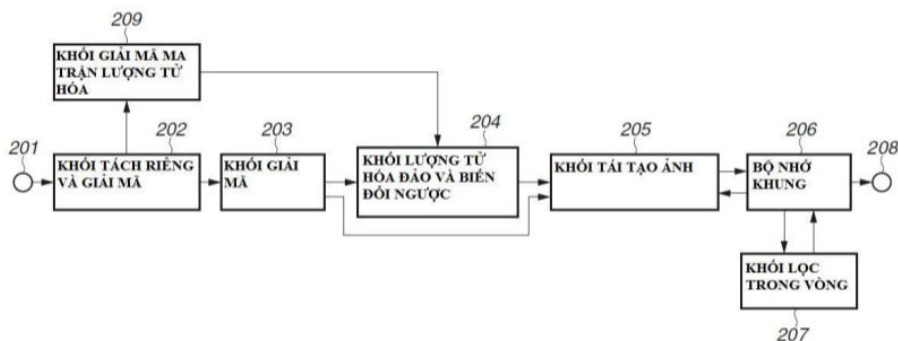 209
KHỐI GIẢI MÃ MA
TRẬN LƯỢNG TỬ
HÓA
201
202
KHỐI TÁCH RIÊNG
VÀ GIẢI MÃ
203
KHỐI GIẢI
MÃ
204
KHỐI LƯỢNG TỬ
HÓA ĐẢO VÀ BIẾN
ĐỔI NGƯỢC
205
KHỐI TÁI TẠO ẢNH
206
BỘ NHỚ
KHUNG
208
KHỐI LỌC
TRONG VÒNG
207